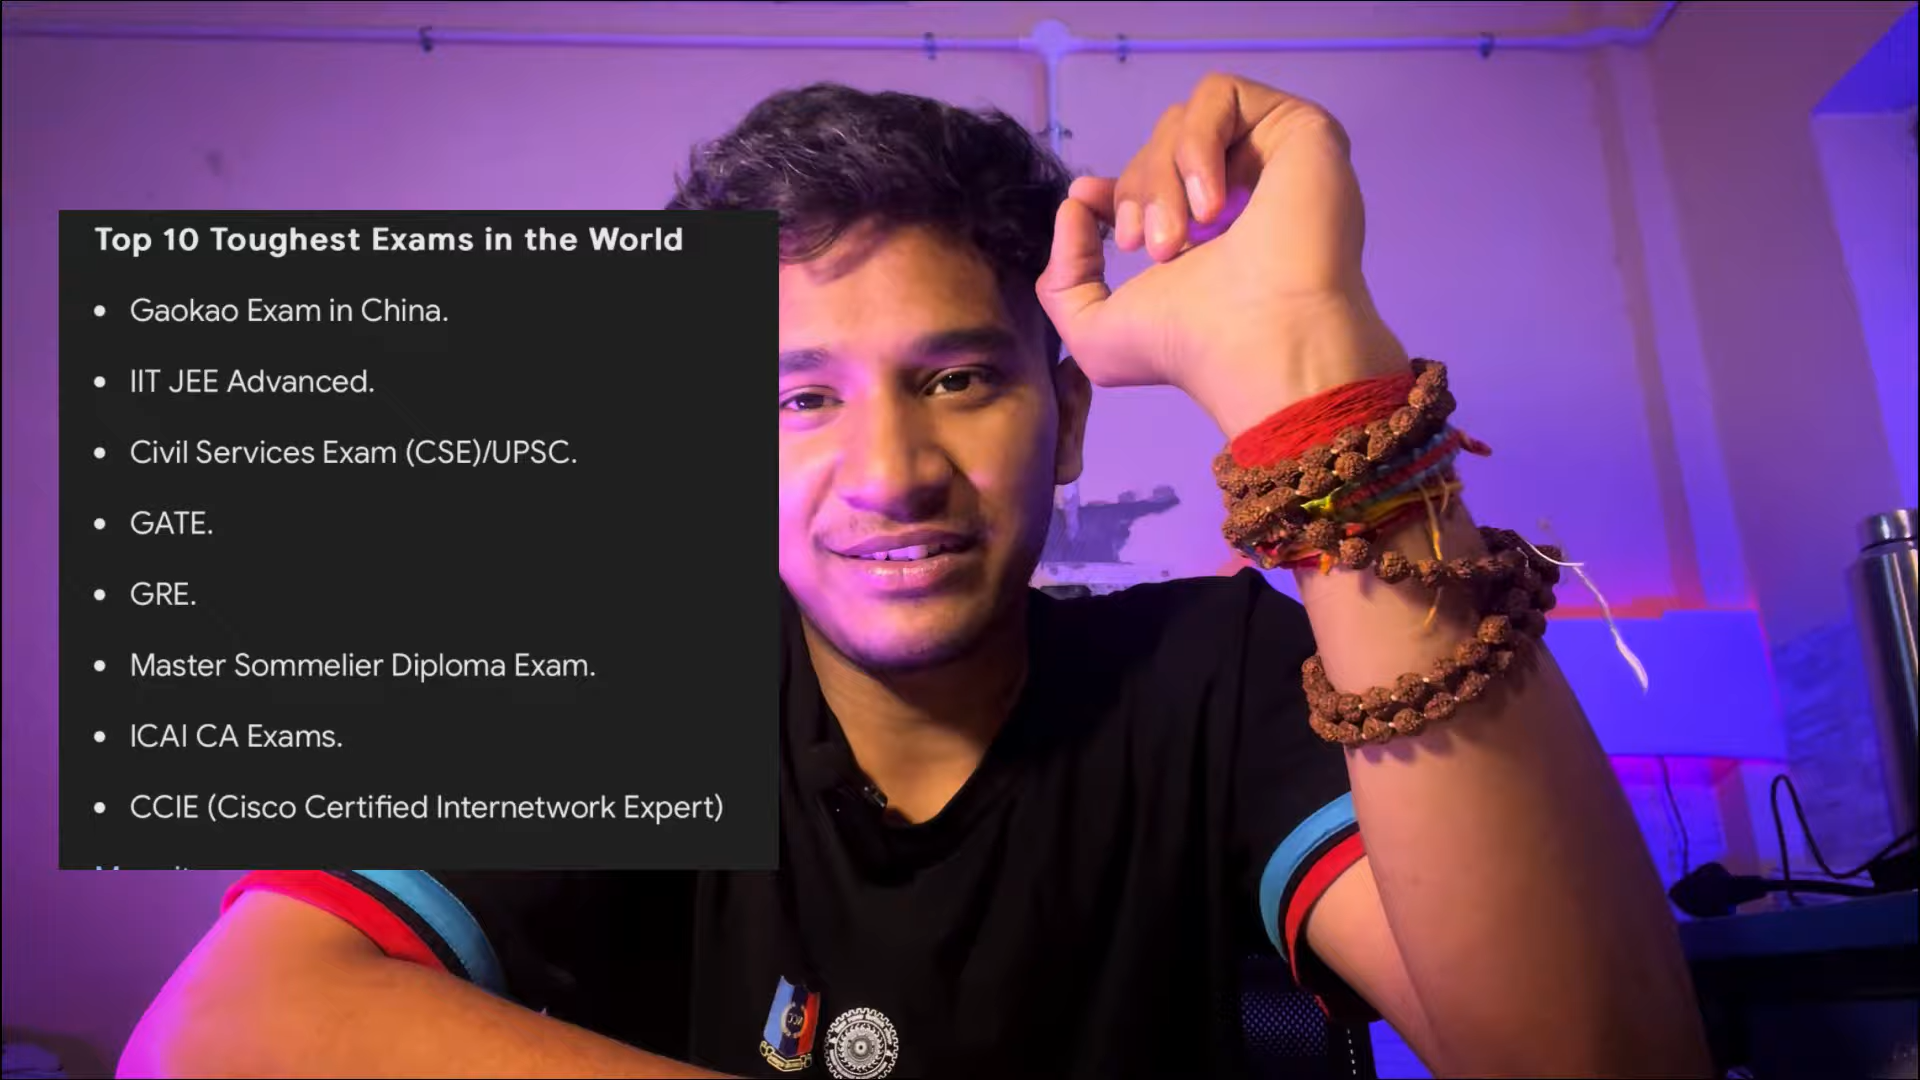 Top 10 Toughest Exams in the World
• Gaokao Exam in China.
• IIT JEE Advanced.
• Civil Services Exam (CSE)/UPSC.
• GATE.
• GRE.
• Master Sommelier Diploma Exam.
• ICAI CA Exams.
• CCIE (Cisco Certified Internetwork Expert)